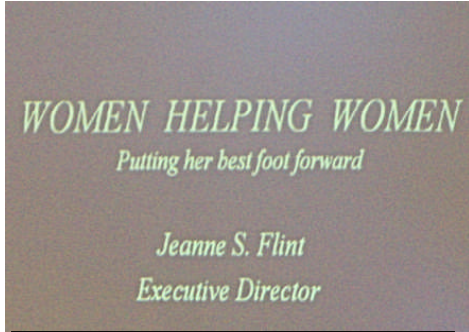 WOMEN HELPING WOMEN
Putting her best foot forward
Jeanne S. Flint
Executive Director